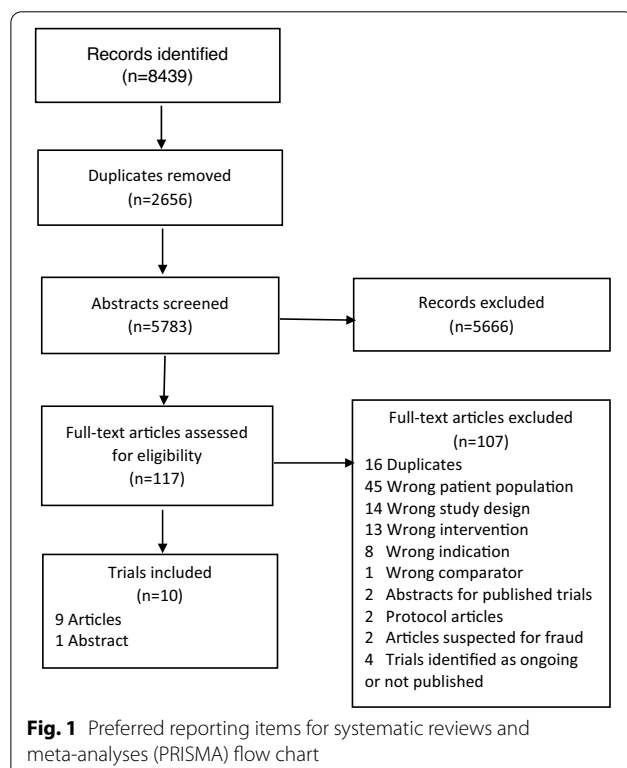 Records identified
(n=8439)
Duplicates removed
(n=2656)
Abstracts screened
(n=5783)
Records excluded
(n=5666)
Full-text articles assessed
for eligibility
(n=117)
Full-text articles excluded
(n=107)
16 Duplicates
45 Wrong patient population
14 Wrong study design
13 Wrong intervention
8 Wrong indication
1 Wrong comparator
2 Abstracts for published trials
2 Protocol articles
2 Articles suspected for fraud
4 Trials identified as ongoing
or not published
Trials included
(n=10)
9 Articles
1 Abstract
Fig. 1 Preferred reporting items for systematic reviews and
meta-analyses (PRISMA) flow chart